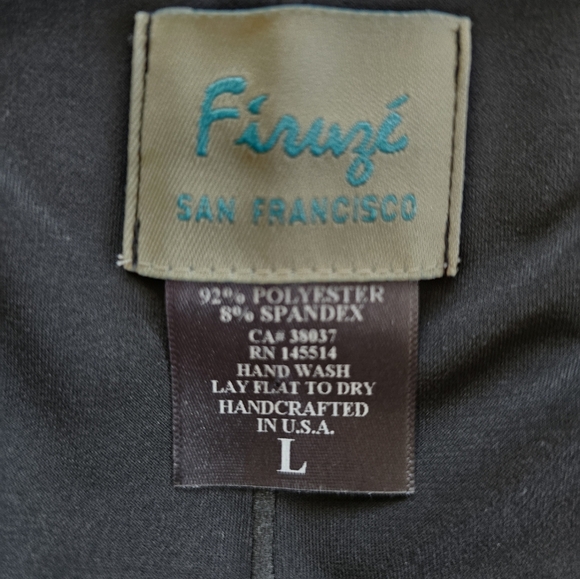 Firuzé
SAN FRANCISCO
92% POLYESTER
8% SPANDEX
CA# 38037
RN 145514
HAND WASH
LAY FLAT TO DRY
HANDCRAFTED
IN U.S.A.
L